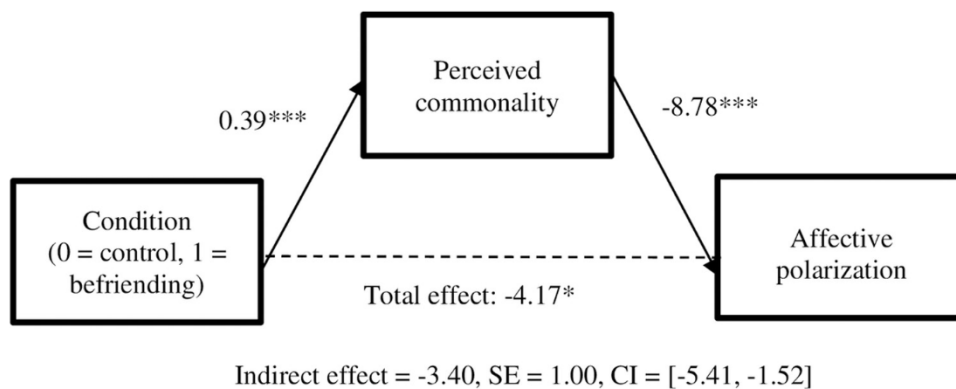 Perceived
commonality
0.39***
-8.78***
Condition
(0 = control, 1 =
befriending)
Affective
polarization
Total effect: -4.17*
Indirect effect = -3.40, SE = 1.00, CI = [-5.41, -1.52]